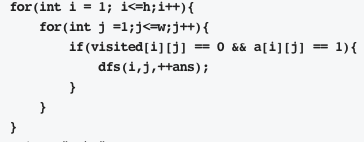 for(int i = 1; i<=h;i++){
for(int j =1;j<=w;j++){
if(visited[i][j] == 0 && a[i][j] == 1){
dfs(i,j,++ans);
}
}
}